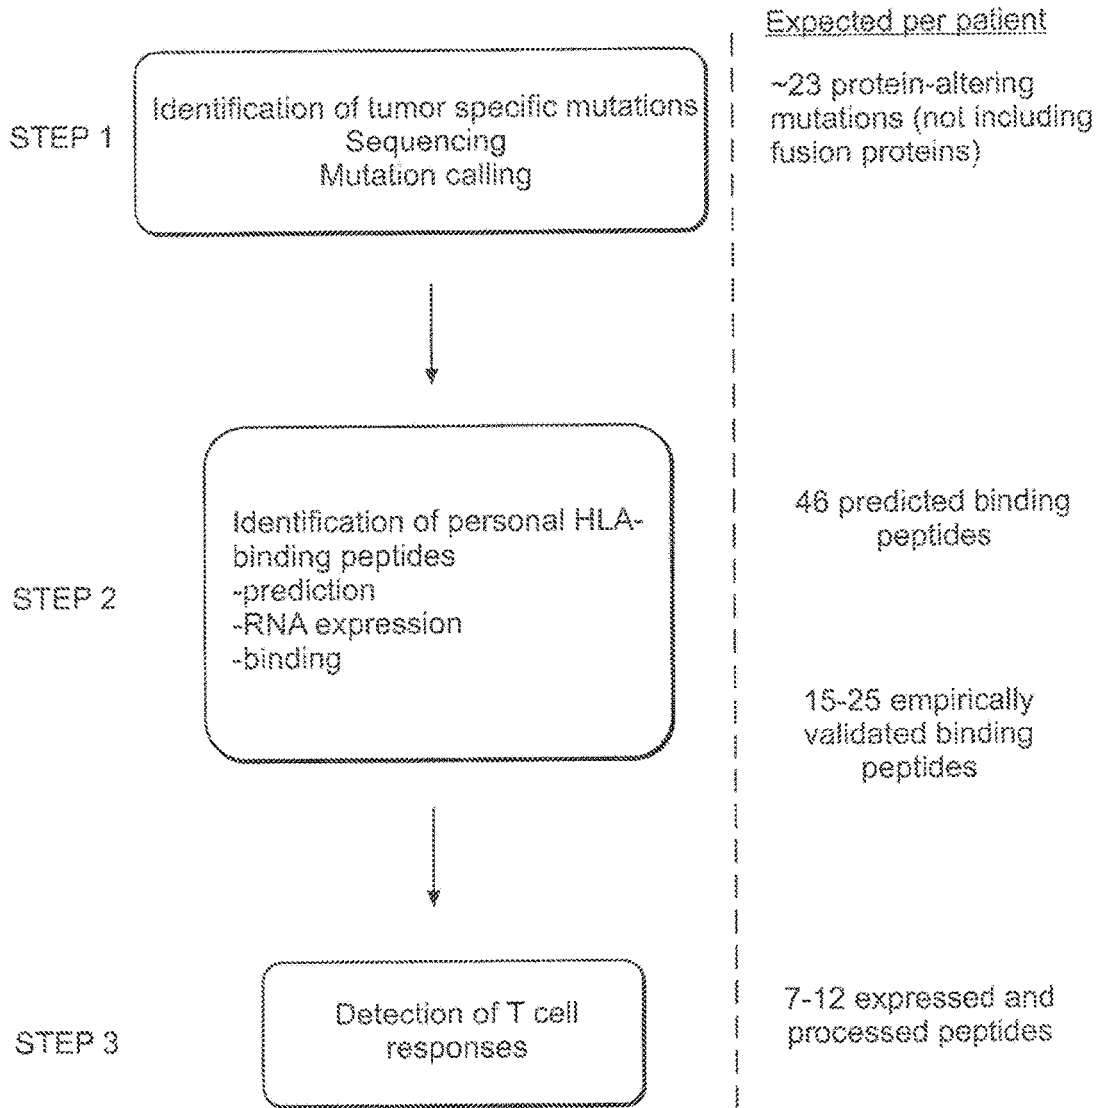 Expected per patient
STEP 1
Identification of tumor specific mutations
Sequencing
Mutation calling
~23 protein-altering
mutations (not including
fusion proteins)
STEP 2
Identification of personal HLA-
binding peptides
-prediction
-RNA expression
-binding
46 predicted binding
peptides
15-25 empirically
validated binding
peptides
STEP 3
Detection of T cell
responses
7-12 expressed and
processed peptides